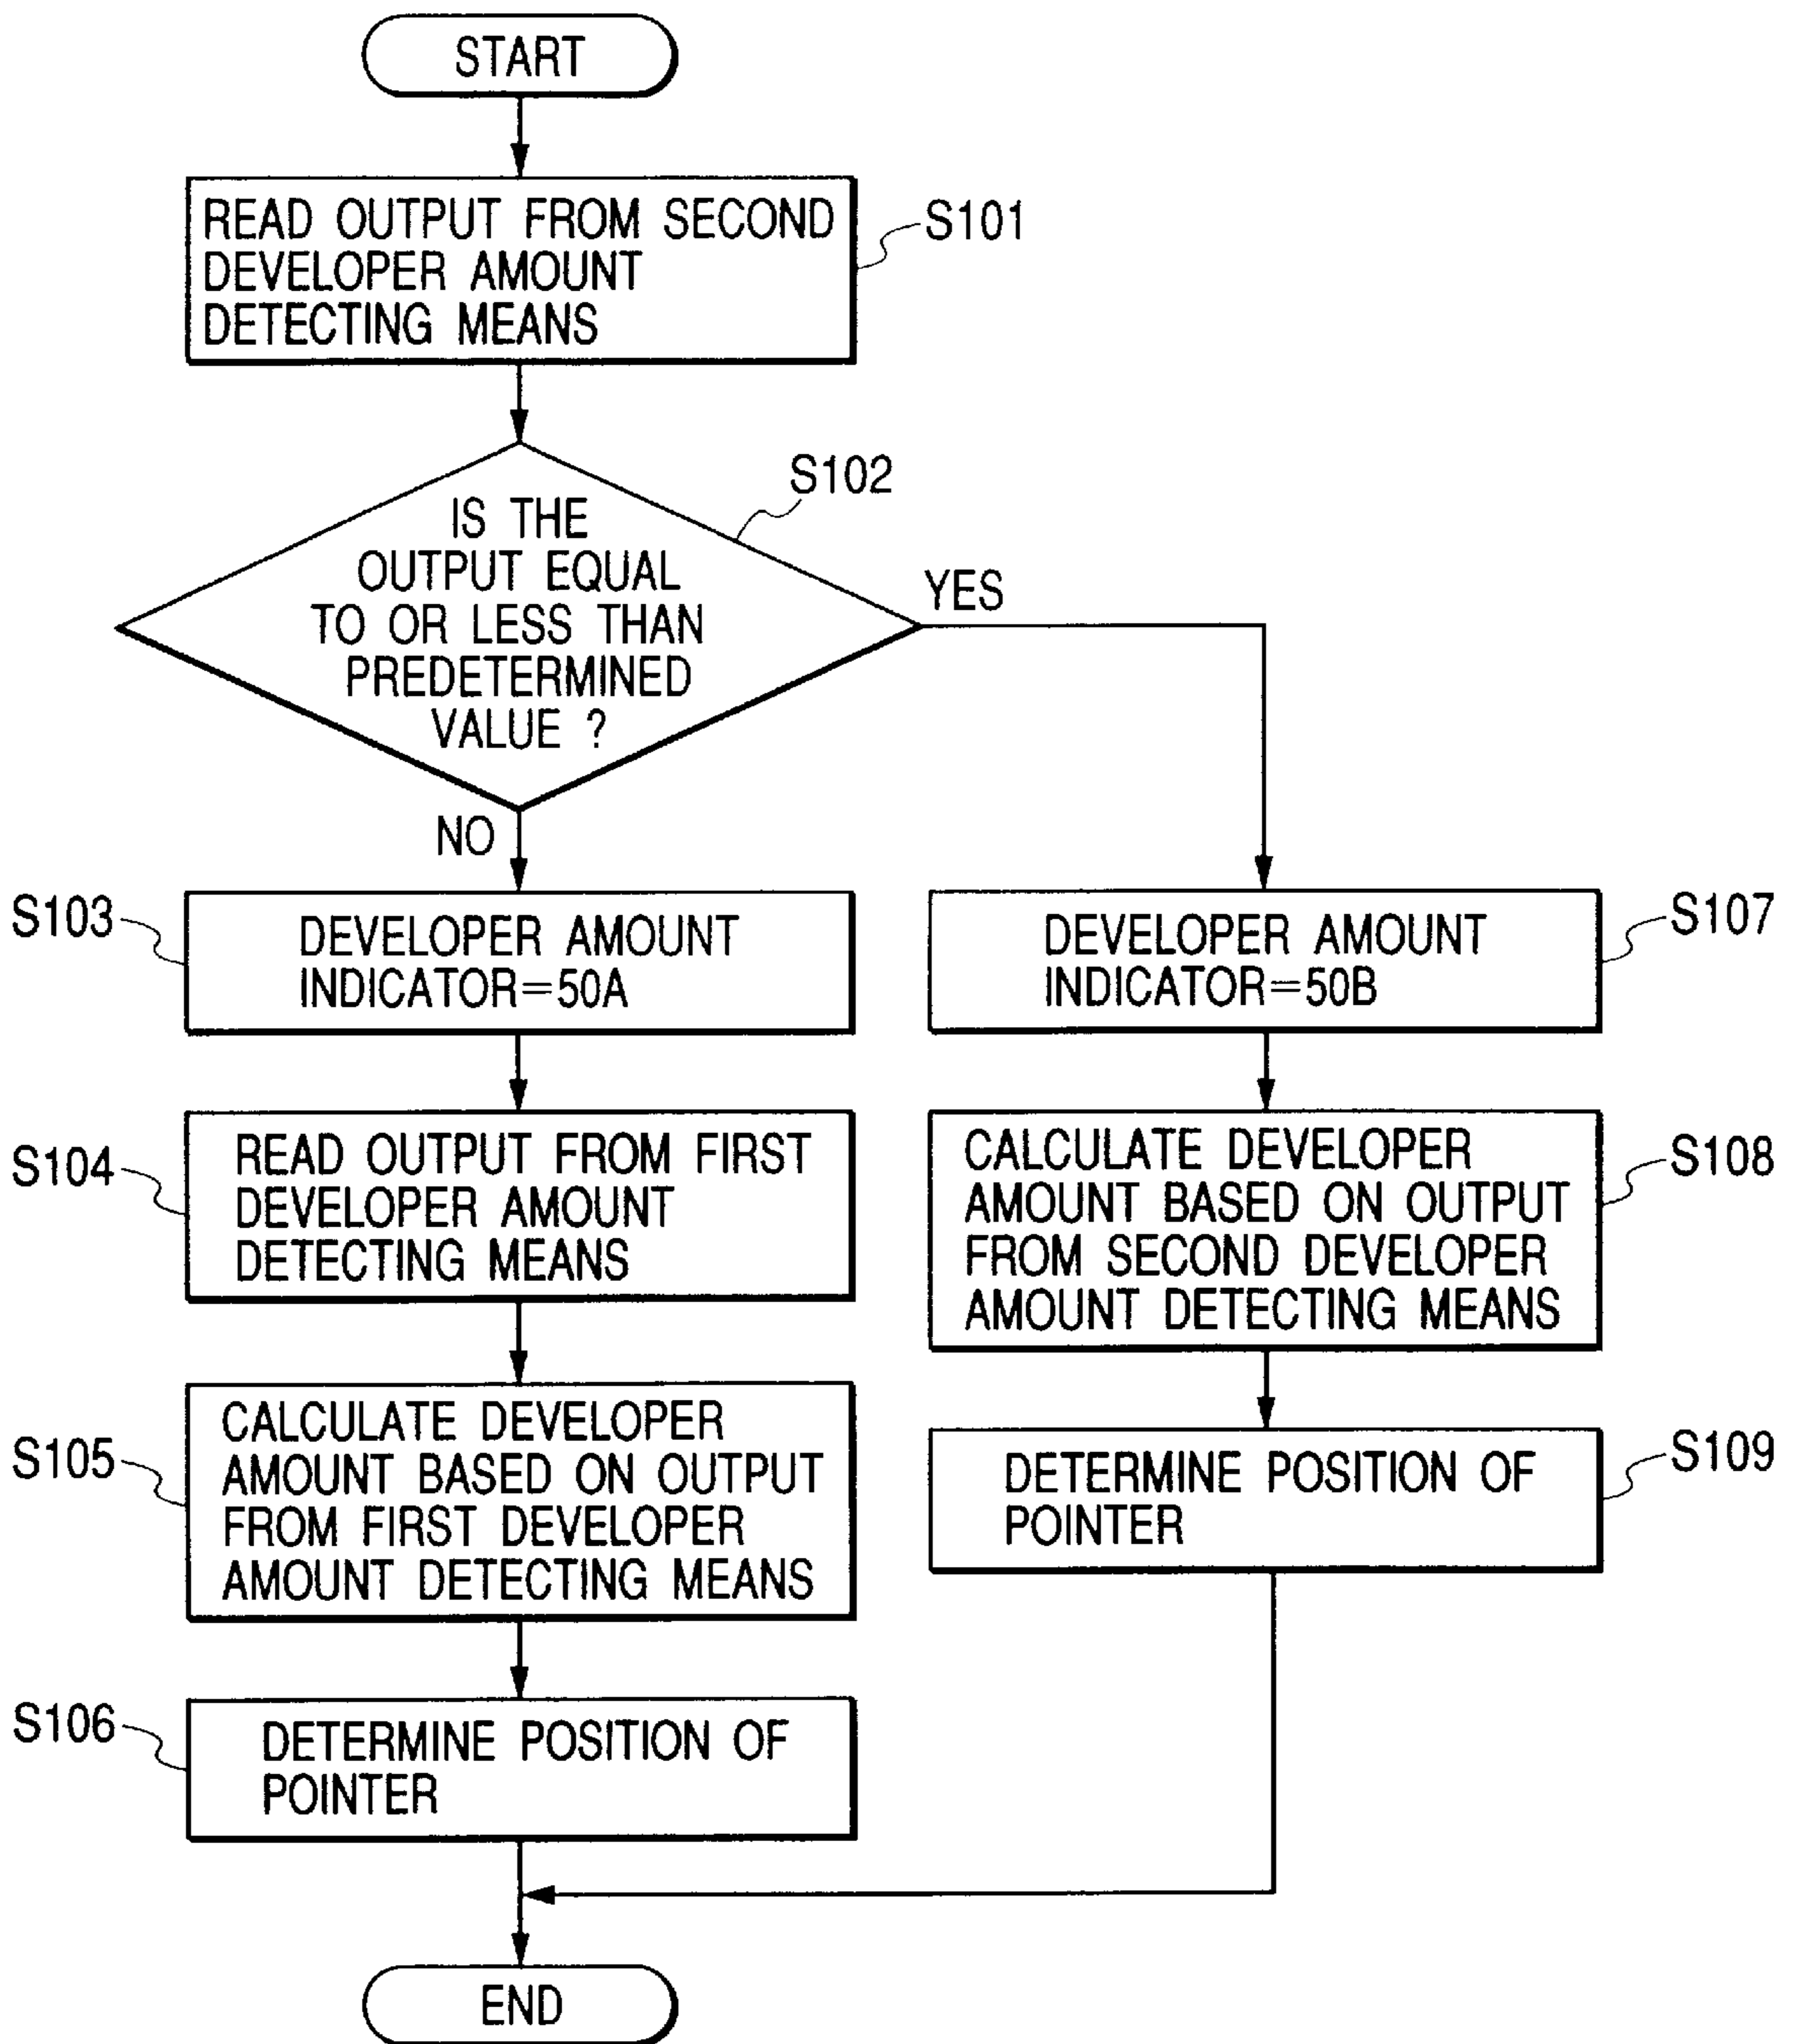 START
READ OUTPUT FROM SECOND
DEVELOPER AMOUNT
DETECTING MEANS
S101
S102
IS THE
OUTPUT EQUAL
TO OR LESS THAN
PREDETERMINED
VALUE ?
YES
NO
S103
DEVELOPER AMOUNT
INDICATOR=50A
S104
READ OUTPUT FROM FIRST
DEVELOPER AMOUNT
DETECTING MEANS
S105
CALCULATE DEVELOPER
AMOUNT BASED ON OUTPUT
FROM FIRST DEVELOPER
AMOUNT DETECTING MEANS
S106
DETERMINE POSITION OF
POINTER
DEVELOPER AMOUNT
INDICATOR=50B
S107
CALCULATE DEVELOPER
AMOUNT BASED ON OUTPUT
FROM SECOND DEVELOPER
AMOUNT DETECTING MEANS
S108
DETERMINE POSITION OF
POINTER
S109
END